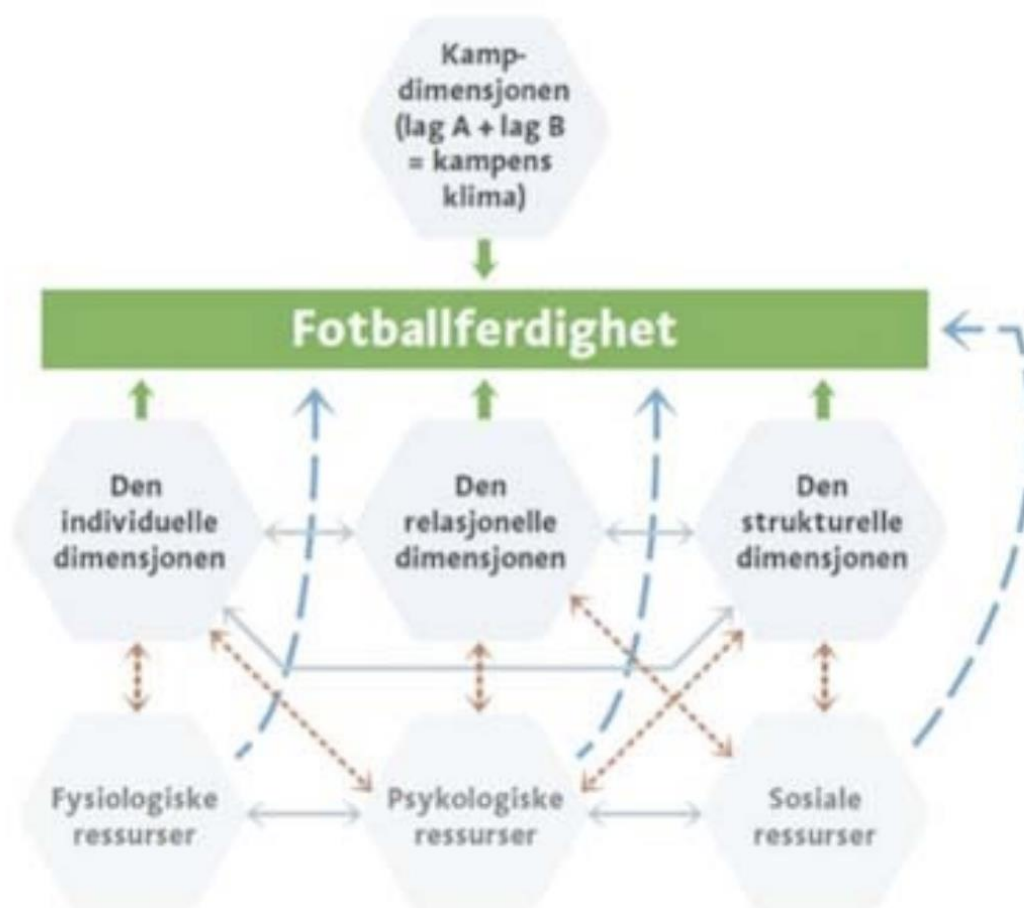 Kamp-
dimensjonen
(lag A + lag B
= kampens
klima)
Fotballferdighet
Den
individuelle
dimensjonen
Den
relasjonelle
dimensjonen
Den
strukturelle
dimensjonen
Fysiologiske
ressurser
Psykologiske
ressurser
Sosiale
ressurser